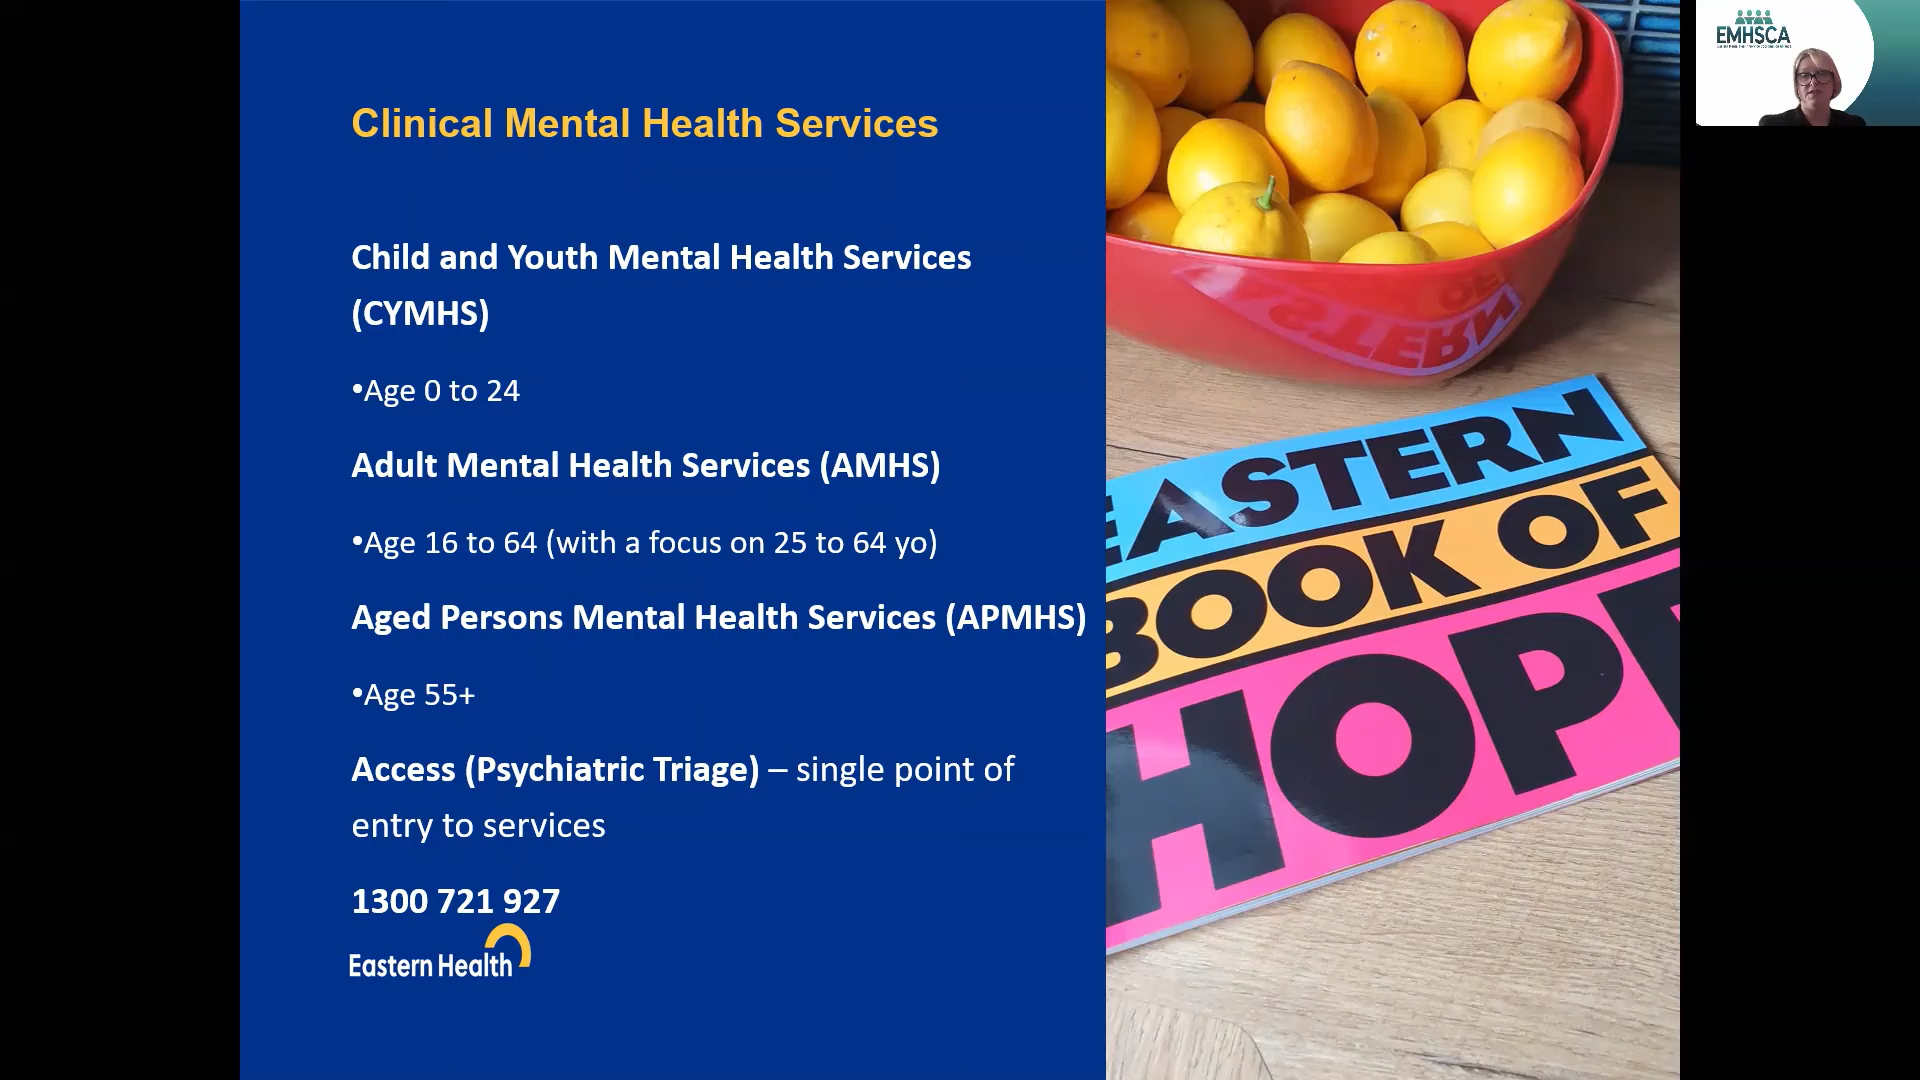 Clinical Mental Health Services
Child and Youth Mental Health Services
(CYMHS)
•Age 0 to 24
Adult Mental Health Services (AMHS)
•Age 16 to 64 (with a focus on 25 to 64 yo)
Aged Persons Mental Health Services (APMHS)
•Age 55+
Access (Psychiatric Triage) – single point of
entry to services
1300 721 927
Eastern Health
EASTERN
BOOK OF
HOPE
EMHSCA